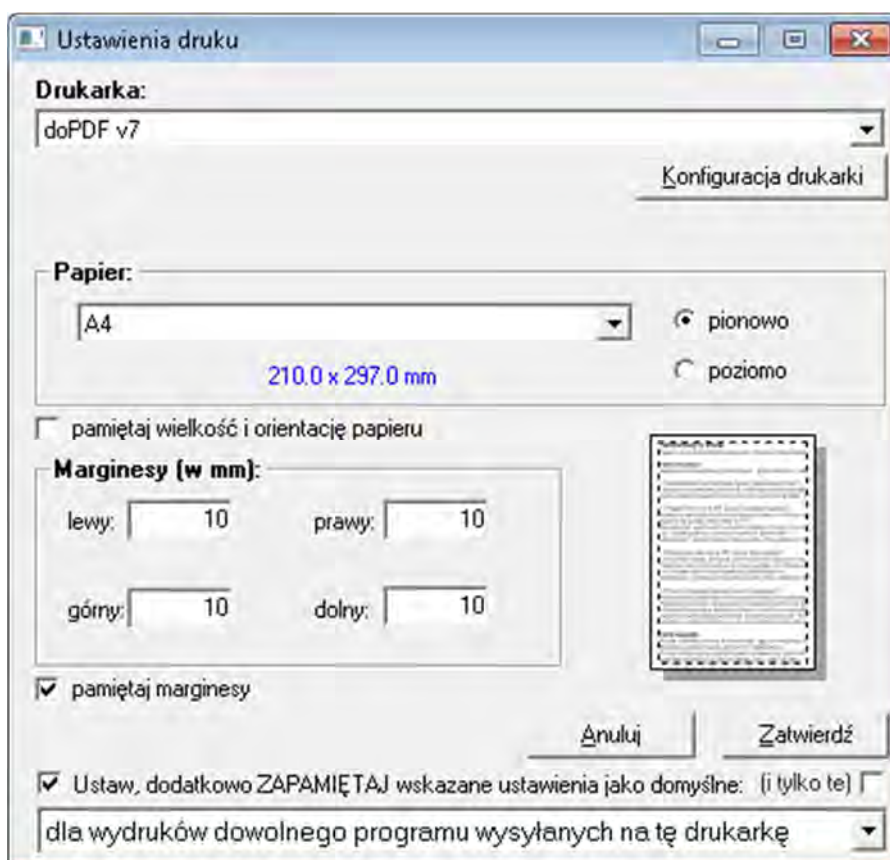 Ustawienia druku
Drukarka:
doPDF v7
Konfiguracja drukarki
Papier:
A4
pionowo
210.0 x 297.0 mm
poziomo
pamiętaj wielkość i orientację papieru
Marginesy (w mm):
lewy: 10 prawy: 10
górny: 10 dolny: 10
pamiętaj marginesy
Anuluj Zatwierdź
Ustaw, dodatkowo ZAPAMIĘTAJ wskazane ustawienia jako domyślne: (i tylko te)
dla wydruków dowolnego programu wysyłanych na tę drukarkę